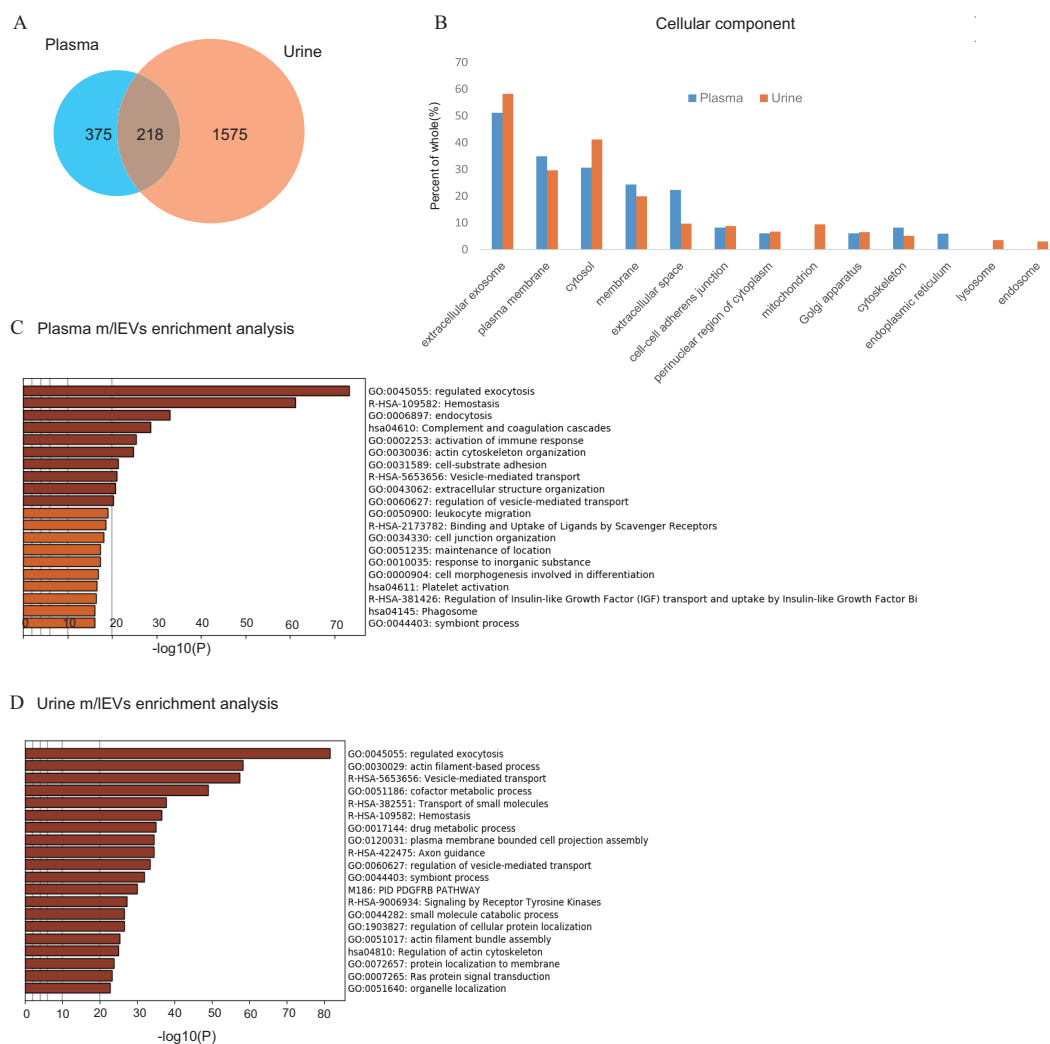 A
Plasma
Urine
375
218
1575
B
Cellular component
Plasma
Urine
Percent of whole(%)
70
60
50
40
30
20
10
0
extracellular exosome
plasma membrane
cytosol
membrane
extracellular space
cell-cell adherens junction
perinuclear region of cytoplasm
mitochondrion
Golgi apparatus
cytoskeleton
endoplasmic reticulum
lysosome
endosome
C Plasma m/lEVs enrichment analysis
GO:0045055: regulated exocytosis
R-HSA-109582: Hemostasis
GO:0006897: endocytosis
hsa04610: Complement and coagulation cascades
GO:0002253: activation of immune response
GO:0030036: actin cytoskeleton organization
GO:0031589: cell-substrate adhesion
R-HSA-5653656: Vesicle-mediated transport
GO:0043062: extracellular structure organization
GO:0060627: regulation of vesicle-mediated transport
GO:0050900: leukocyte migration
R-HSA-2173782: Binding and Uptake of Ligands by Scavenger Receptors
GO:0034330: cell junction organization
GO:0051235: maintenance of location
GO:0010035: response to inorganic substance
GO:0000904: cell morphogenesis involved in differentiation
hsa04611: Platelet activation
R-HSA-381426: Regulation of Insulin-like Growth Factor (IGF) transport and uptake by Insulin-like Growth Factor Bi
hsa04145: Phagosome
GO:0044403: symbiont process
0 10 20 30 40 50 60 70
-log10(P)
D Urine m/lEVs enrichment analysis
GO:0045055: regulated exocytosis
GO:0030029: actin filament-based process
R-HSA-5653656: Vesicle-mediated transport
GO:0051186: cofactor metabolic process
R-HSA-382551: Transport of small molecules
R-HSA-109582: Hemostasis
GO:0017144: drug metabolic process
GO:0120031: plasma membrane bounded cell projection assembly
R-HSA-422475: Axon guidance
GO:0060627: regulation of vesicle-mediated transport
GO:0044403: symbiont process
M186: PID PDGFRB PATHWAY
R-HSA-9006934: Signaling by Receptor Tyrosine Kinases
GO:0044282: small molecule catabolic process
GO:1903827: regulation of cellular protein localization
GO:0051017: actin filament bundle assembly
hsa04810: Regulation of actin cytoskeleton
GO:0072657: protein localization to membrane
GO:0007265: Ras protein signal transduction
GO:0051640: organelle localization
0 10 20 30 40 50 60 70 80
-log10(P)